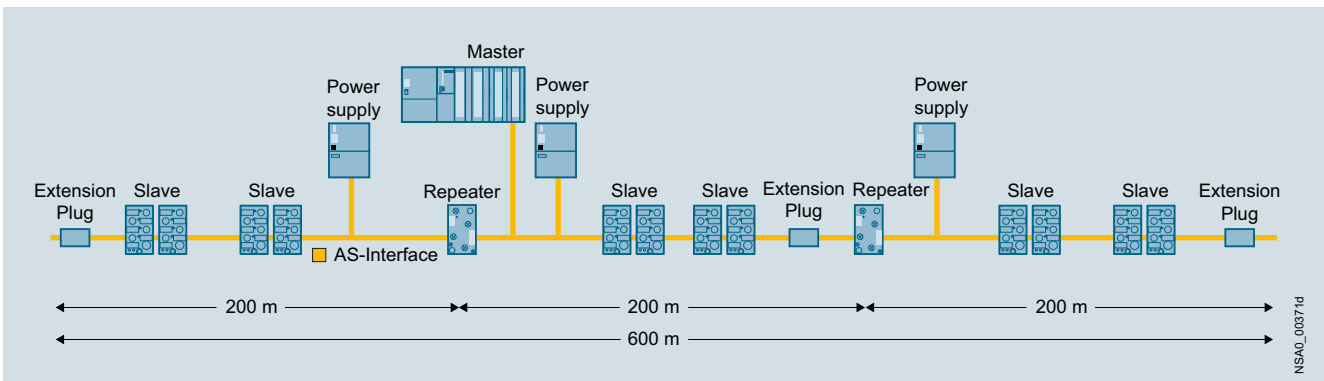 Master
Power
supply
Power
supply
Power
supply
Extension
Plug
Slave
Slave
Repeater
Slave
Slave
Extension
Plug
Repeater
Slave
Slave
Extension
Plug
AS-Interface
200 m
200 m
200 m
600 m
NSA0_00371d